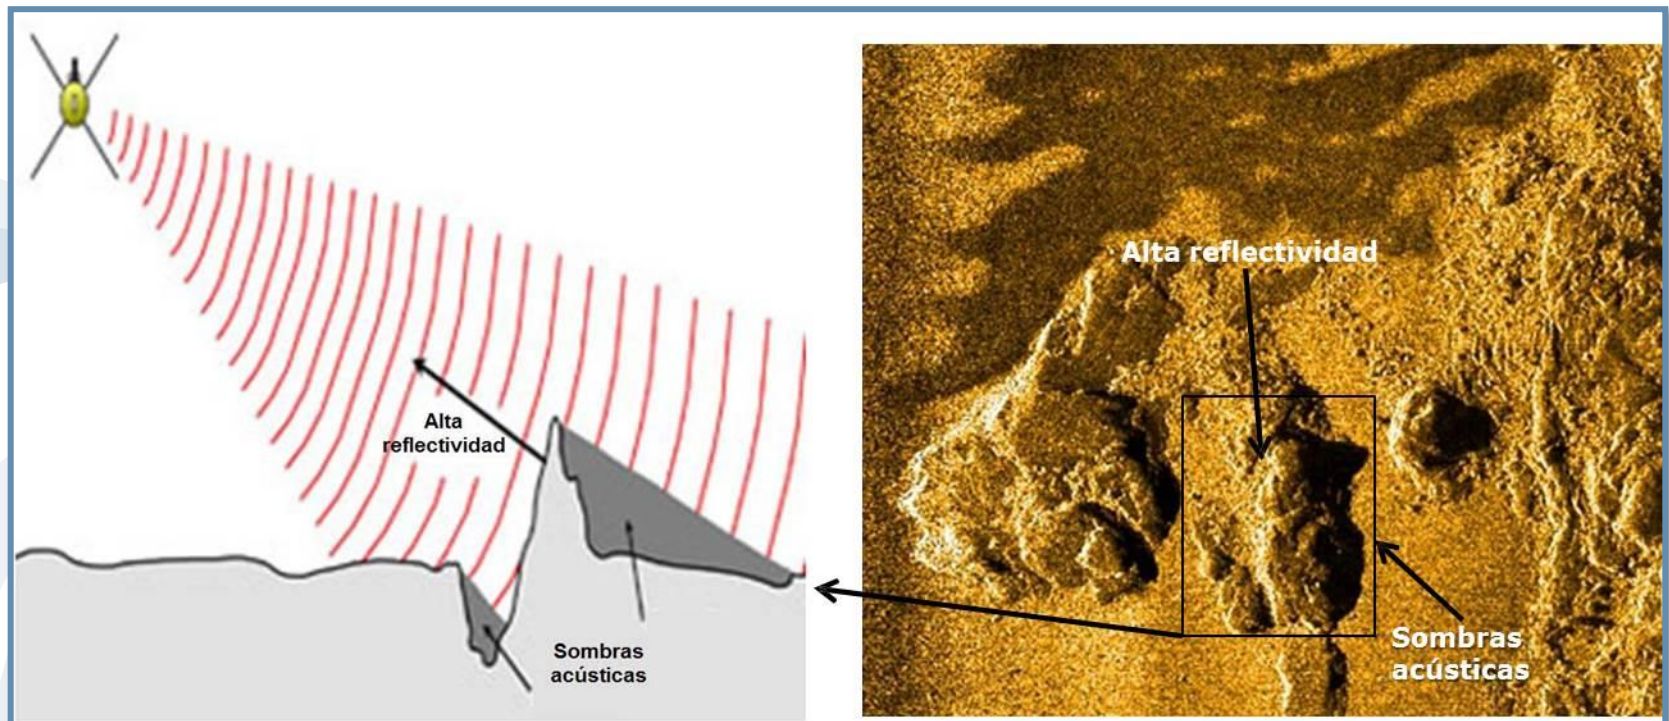 Alta
reflectividad
Sombras
acústicas
Alta reflectividad
Sombras
acústicas